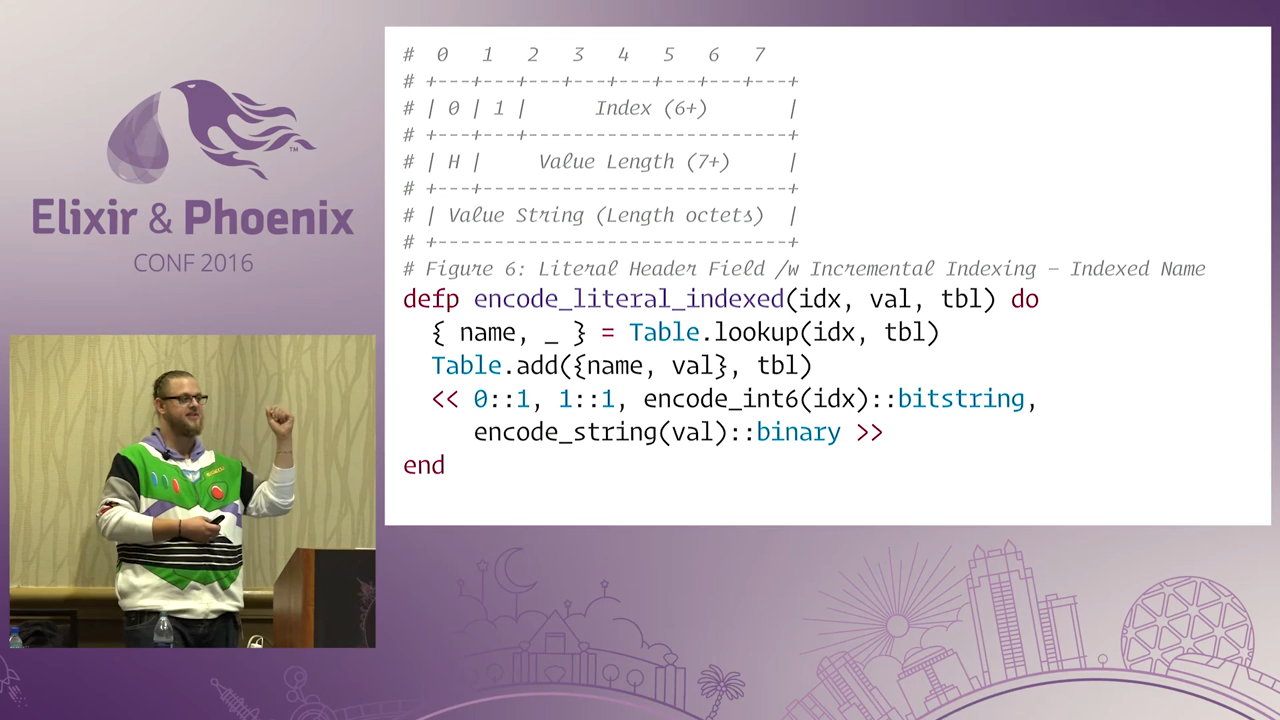 Elixir & Phoenix
CONF 2016
TM
#  0   1   2   3   4   5   6   7
# +---+---+---+---+---+---+---+---+
# | 0 | 1 |      Index (6+)       |
# +---+---+-----------------------+
# | H |     Value Length (7+)     |
# +---+---------------------------+
# | Value String (Length octets)  |
# +-------------------------------+
# Figure 6: Literal Header Field /w Incremental Indexing – Indexed Name
defp encode_literal_indexed(idx, val, tbl) do
  { name, _ } = Table.lookup(idx, tbl)
  Table.add({name, val}, tbl)
  << 0::1, 1::1, encode_int6(idx)::bitstring,
     encode_string(val)::binary >>
end